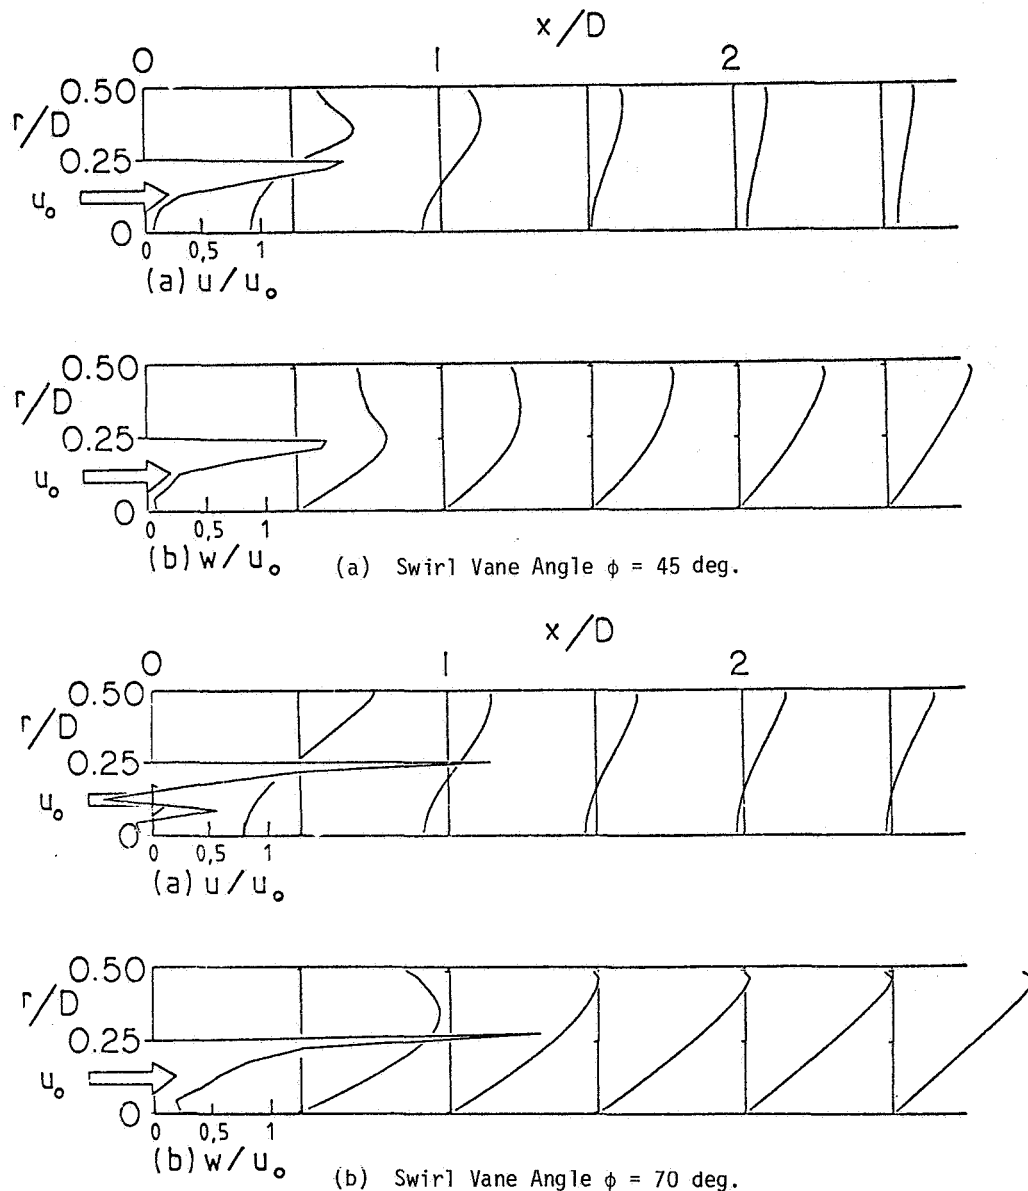 x/D
0 1 2
0.50
r/D
0.25
u₀
0
0 0,5 1
(a) u/u₀
0.50
r/D
0.25
u₀
0
0 0,5 1
(b) w/u₀
(a) Swirl Vane Angle ϕ = 45 deg.
x/D
0 1 2
0.50
r/D
0.25
u₀
0
0 0,5 1
(a) u/u₀
0.50
r/D
0.25
u₀
0
0 0,5 1
(b) w/u₀
(b) Swirl Vane Angle ϕ = 70 deg.